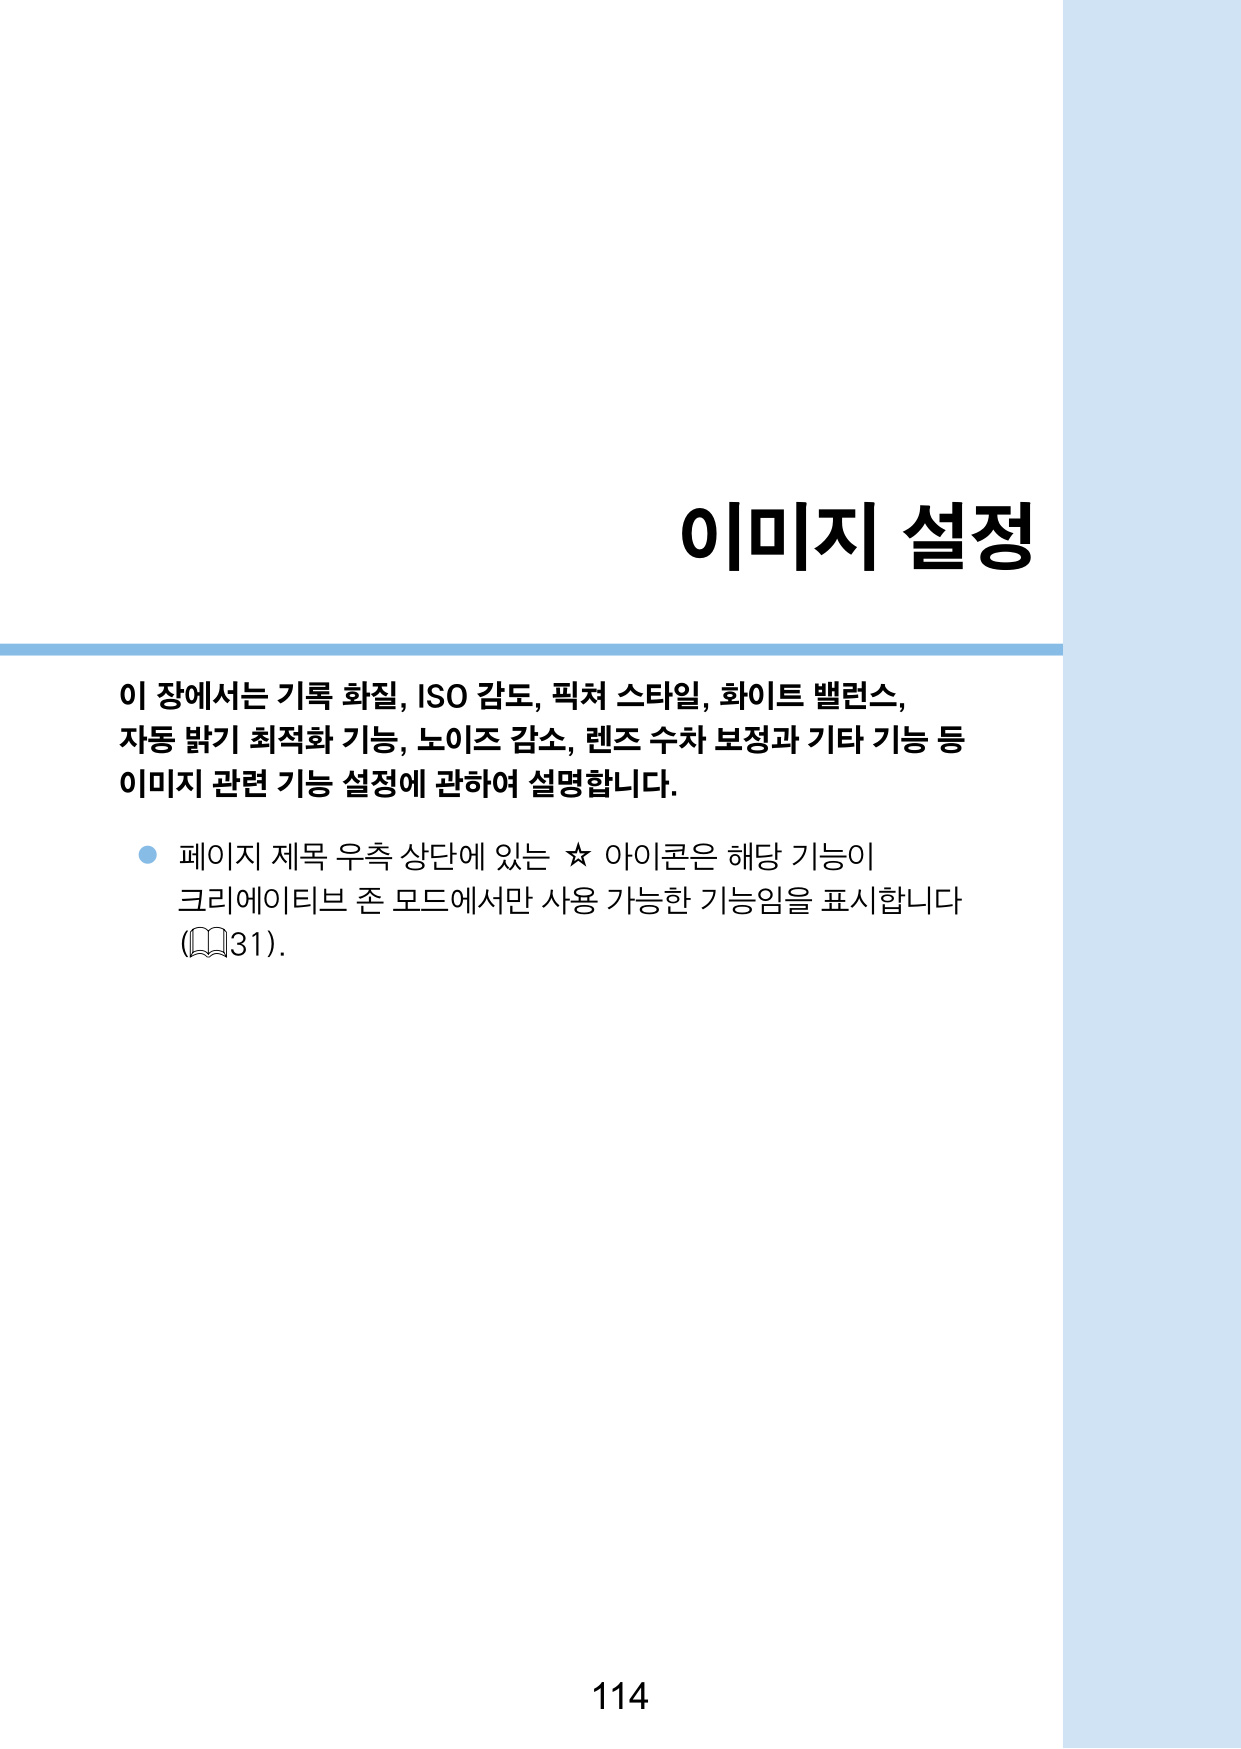 이미지 설정
이 장에서는 기록 화질, ISO 감도, 픽쳐 스타일, 화이트 밸런스,
자동 밝기 최적화 기능, 노이즈 감소, 렌즈 수차 보정과 기타 기능 등
이미지 관련 기능 설정에 관하여 설명합니다.
● 페이지 제목 우측 상단에 있는 ☆ 아이콘은 해당 기능이
크리에이티브 존 모드에서만 사용 가능한 기능임을 표시합니다
(📖31).
114